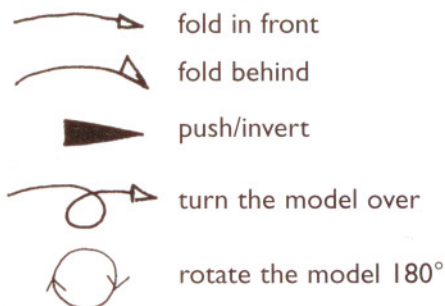 fold in front
fold behind
push/invert
turn the model over
rotate the model 180°